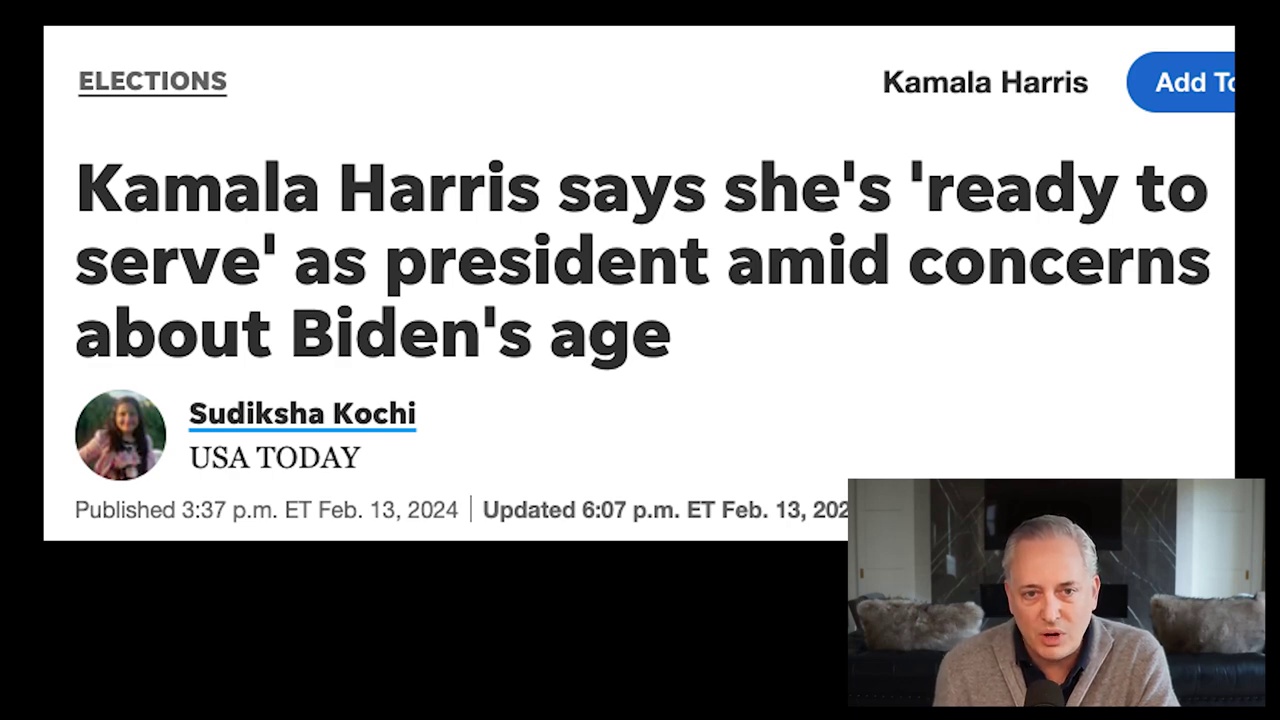 ELECTIONS
Kamala Harris
Add To
Kamala Harris says she's 'ready to
serve' as president amid concerns
about Biden's age
Sudiksha Kochi
USA TODAY
Published 3:37 p.m. ET Feb. 13, 2024 | Updated 6:07 p.m. ET Feb. 13, 202